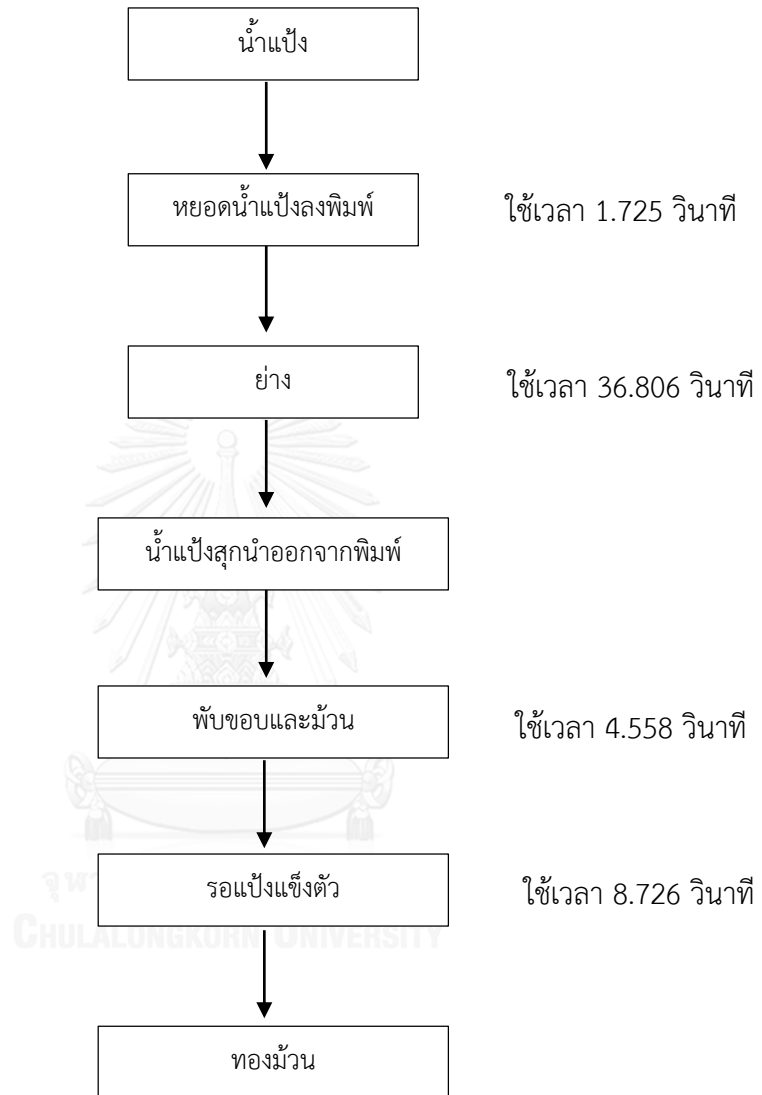 น้ำแป้ง
หยอดน้ำแป้งลงพิมพ์ ใช้เวลา 1.725 วินาที
ย่าง ใช้เวลา 36.806 วินาที
น้ำแป้งสุกนำออกจากพิมพ์
พับขอบและม้วน ใช้เวลา 4.558 วินาที
รอแป้งแข็งตัว ใช้เวลา 8.726 วินาที
CHULALONGKORN UNIVERSITY
ทองม้วน